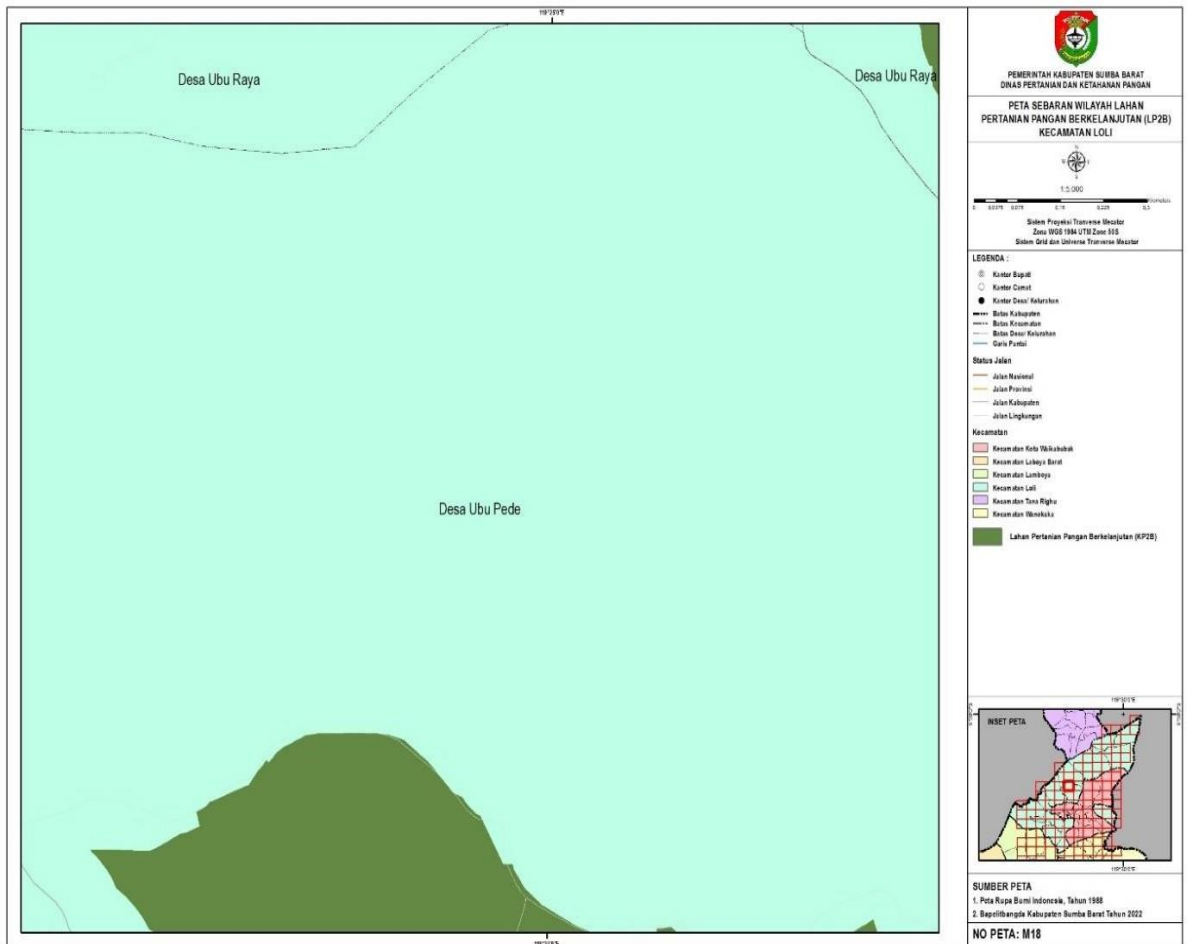 Desa Ubu Raya
Desa Ubu Raya
Desa Ubu Pede
PEMERINTAH KABUPATEN SUMBA BARAT
DINAS PERTANIAN DAN KETAHANAN PANGAN
PETA SEBARAN WILAYAH LAHAN
PERTANIAN PANGAN BERKELANJUTAN (LP2B)
KECAMATAN LOLI
1:5.000
Sistem Proyeksi Tranverse Mecator
Zona WGS 1984 UTM Zone 50S
Sistem Grid dan Universe Tranverse Mecator
LEGENDA :
Kantor Bupati
Kantor Camat
Kantor Desa/ Kelurahan
Batas Kabupaten
Batas Kecamatan
Batas Desa/ Kelurahan
Garis Pantai
Status Jalan
Jalan Nasional
Jalan Provinsi
Jalan Kabupaten
Jalan Lingkungan
Kecamatan
Kecamatan Kota Waikabubak
Kecamatan Laboya Barat
Kecamatan Lamboya
Kecamatan Loli
Kecamatan Tana Righu
Kecamatan Wanokaka
Lahan Pertanian Pangan Berkelanjutan (KP2B)
INSET PETA
SUMBER PETA
1. Peta Rupa Bumi Indonesia, Tahun 1988
2. Bapelitbangda Kabupaten Sumba Barat Tahun 2022
NO PETA: M18